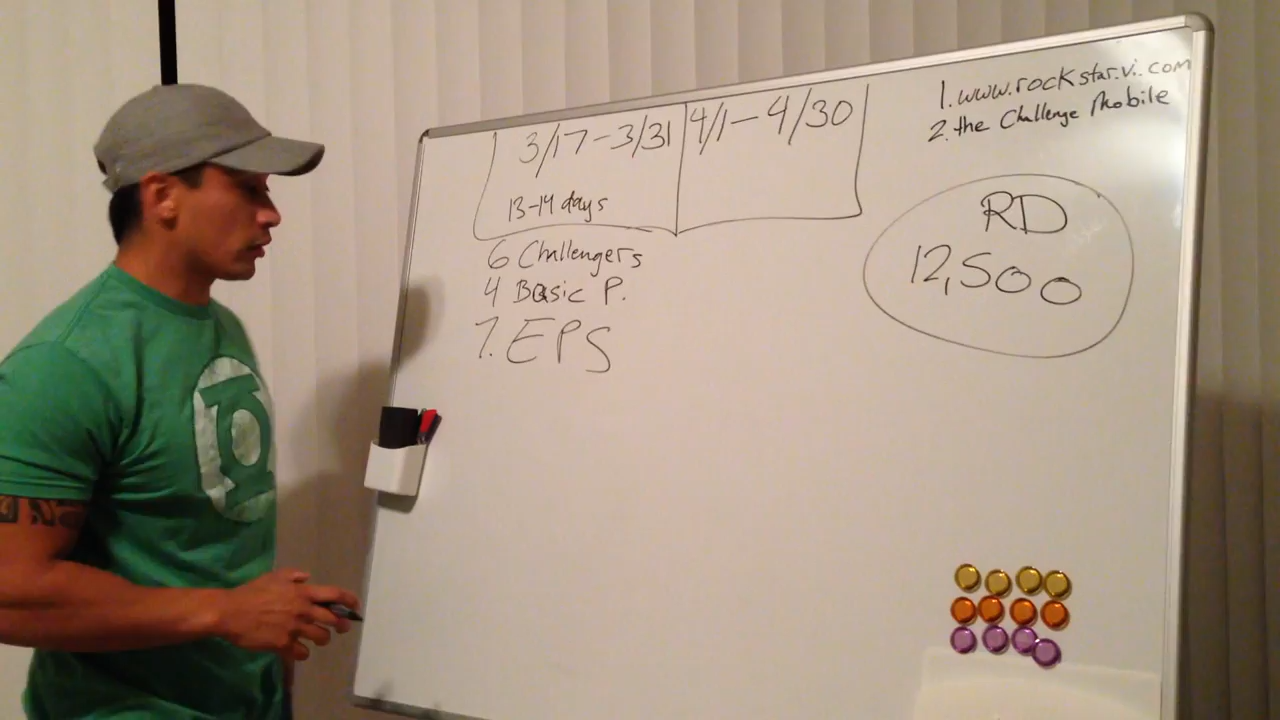 3/17-3/31
4/1-4/30
13-14 days
6 Challengers
4 Basic P.
7. EPS
1. www.rockstar.vi.com
2. the Challenge Mobile
RD
12,500